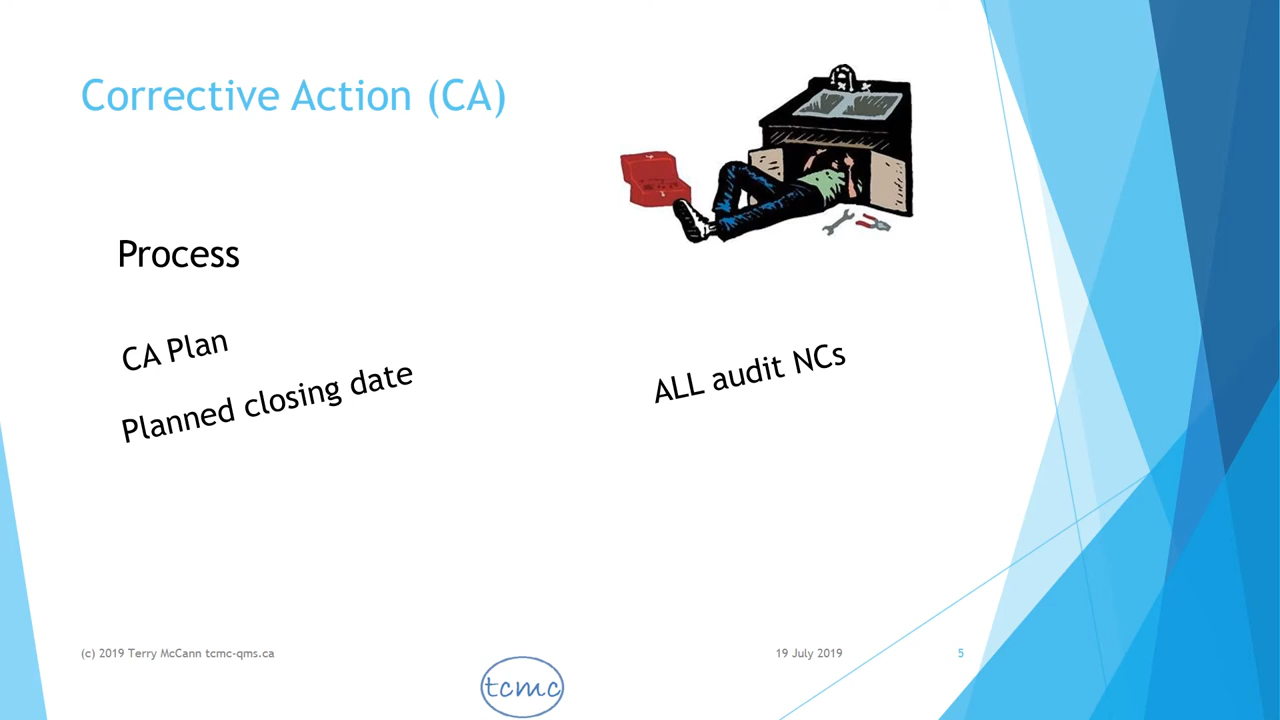 Corrective Action (CA)
Process
CA Plan
Planned closing date
ALL audit NCs
(c) 2019 Terry McCann tcmc-qms.ca
19 July 2019
5
tcmc